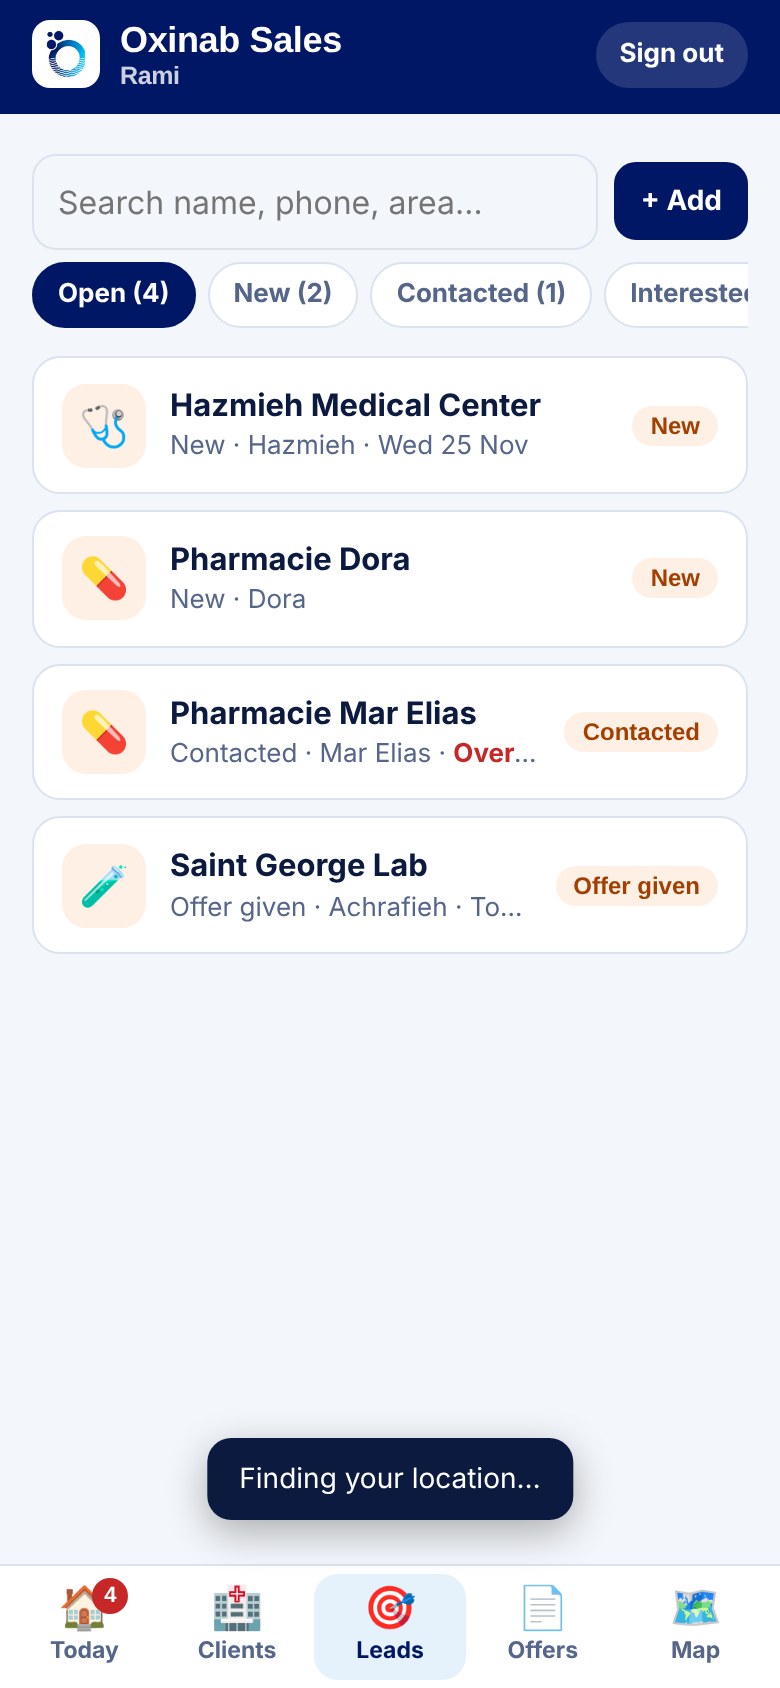 Oxinab Sales
Rami
Sign out
Search name, phone, area...
+ Add
Open (4)
New (2)
Contacted (1)
Interested
Hazmieh Medical Center
New · Hazmieh · Wed 25 Nov
New
Pharmacie Dora
New · Dora
New
Pharmacie Mar Elias
Contacted · Mar Elias · Over...
Contacted
Saint George Lab
Offer given · Achrafieh · To...
Offer given
Finding your location...
4
Today
Clients
Leads
Offers
Map